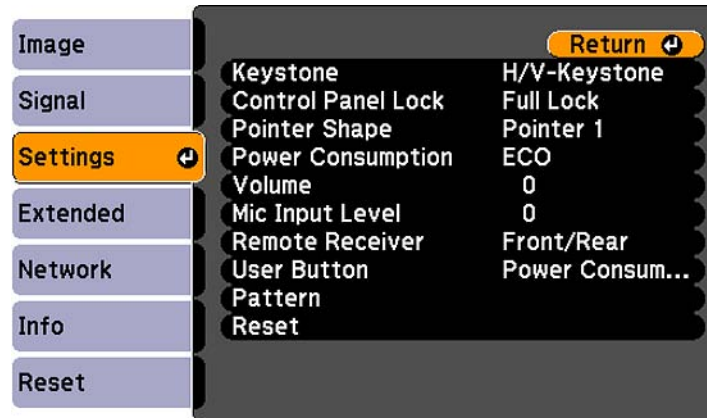 Image
Signal
Settings
Extended
Network
Info
Reset
Return
Keystone H/V-Keystone
Control Panel Lock Full Lock
Pointer Shape Pointer 1
Power Consumption ECO
Volume 0
Mic Input Level 0
Remote Receiver Front/Rear
User Button Power Consum...
Pattern
Reset